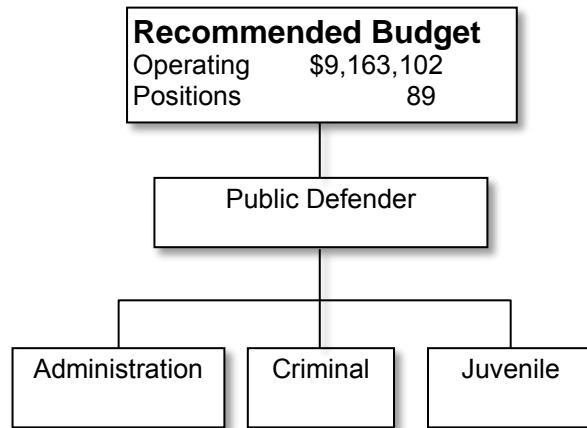 Recommended Budget
Operating $9,163,102
Positions 89
Public Defender
Administration
Criminal
Juvenile